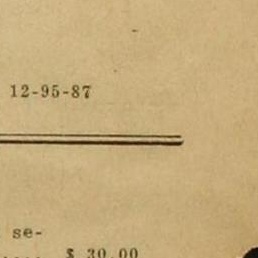 12-95-87
se-
.... $ 30.00